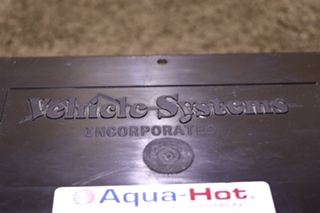 Vehicle Systems
INCORPORATED
Aqua-Hot.